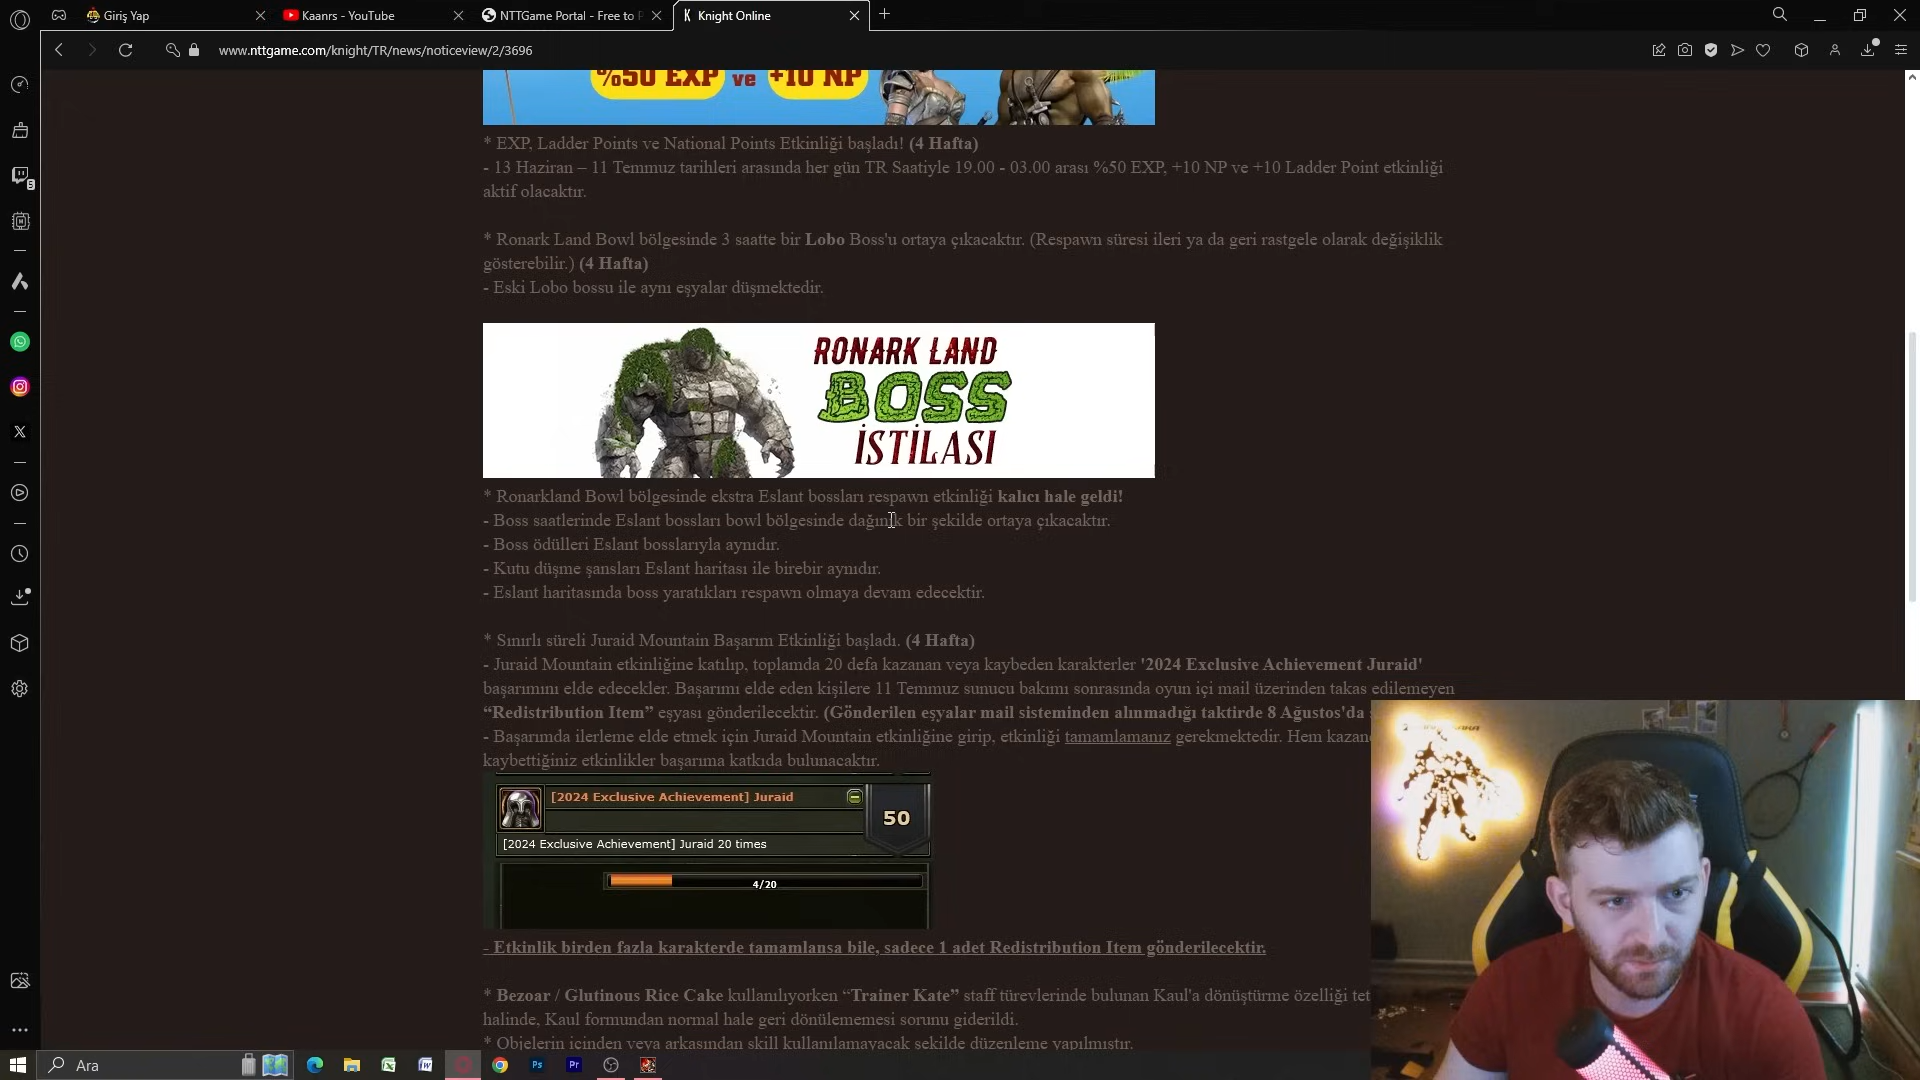 Giriş Yap
Kaanrs - YouTube
NTTGame Portal - Free to P
Knight Online
www.nttgame.com/knight/TR/news/noticeview/2/3696
%50 EXP ve +10 NP
* EXP, Ladder Points ve National Points Etkinliği başladı! (4 Hafta)
- 13 Haziran – 11 Temmuz tarihleri arasında her gün TR Saatiyle 19.00 - 03.00 arası %50 EXP, +10 NP ve +10 Ladder Point etkinliği
aktif olacaktır.
* Ronark Land Bowl bölgesinde 3 saatte bir Lobo Boss'u ortaya çıkacaktır. (Respawn süresi ileri ya da geri rastgele olarak değişiklik
gösterebilir.) (4 Hafta)
- Eski Lobo bossu ile aynı eşyalar düşmektedir.
RONARK LAND
BOSS
İSTİLASI
* Ronarkland Bowl bölgesinde ekstra Eslant bossları respawn etkinliği kalıcı hale geldi!
- Boss saatlerinde Eslant bossları bowl bölgesinde dağınık bir şekilde ortaya çıkacaktır.
- Boss ödülleri Eslant bosslarıyla aynıdır.
- Kutu düşme şansları Eslant haritası ile birebir aynıdır.
- Eslant haritasında boss yaratıkları respawn olmaya devam edecektir.
* Sınırlı süreli Juraid Mountain Başarım Etkinliği başladı. (4 Hafta)
- Juraid Mountain etkinliğine katılıp, toplamda 20 defa kazanan veya kaybeden karakterler '2024 Exclusive Achievement Juraid'
başarımını elde edecekler. Başarımı elde eden kişilere 11 Temmuz sunucu bakımı sonrasında oyun içi mail üzerinden takas edilemeyen
“Redistribution Item” eşyası gönderilecektir. (Gönderilen eşyalar mail sisteminden alınmadığı taktirde 8 Ağustos'da
- Başarımda ilerleme elde etmek için Juraid Mountain etkinliğine girip, etkinliği tamamlamanız gerekmektedir. Hem kazan
kaybettiğiniz etkinlikler başarıma katkıda bulunacaktır.
[2024 Exclusive Achievement] Juraid
50
[2024 Exclusive Achievement] Juraid 20 times
4/20
- Etkinlik birden fazla karakterde tamamlansa bile, sadece 1 adet Redistribution Item gönderilecektir.
* Bezoar / Glutinous Rice Cake kullanılıyorken “Trainer Kate” staff türevlerinde bulunan Kaul'a dönüştürme özelliği tet
halinde, Kaul formundan normal hale geri dönülememesi sorunu giderildi.
* Objelerin içinden veya arkasından skill kullanılamayacak şekilde düzenleme yapılmıştır.
Ara
Ps
Pr